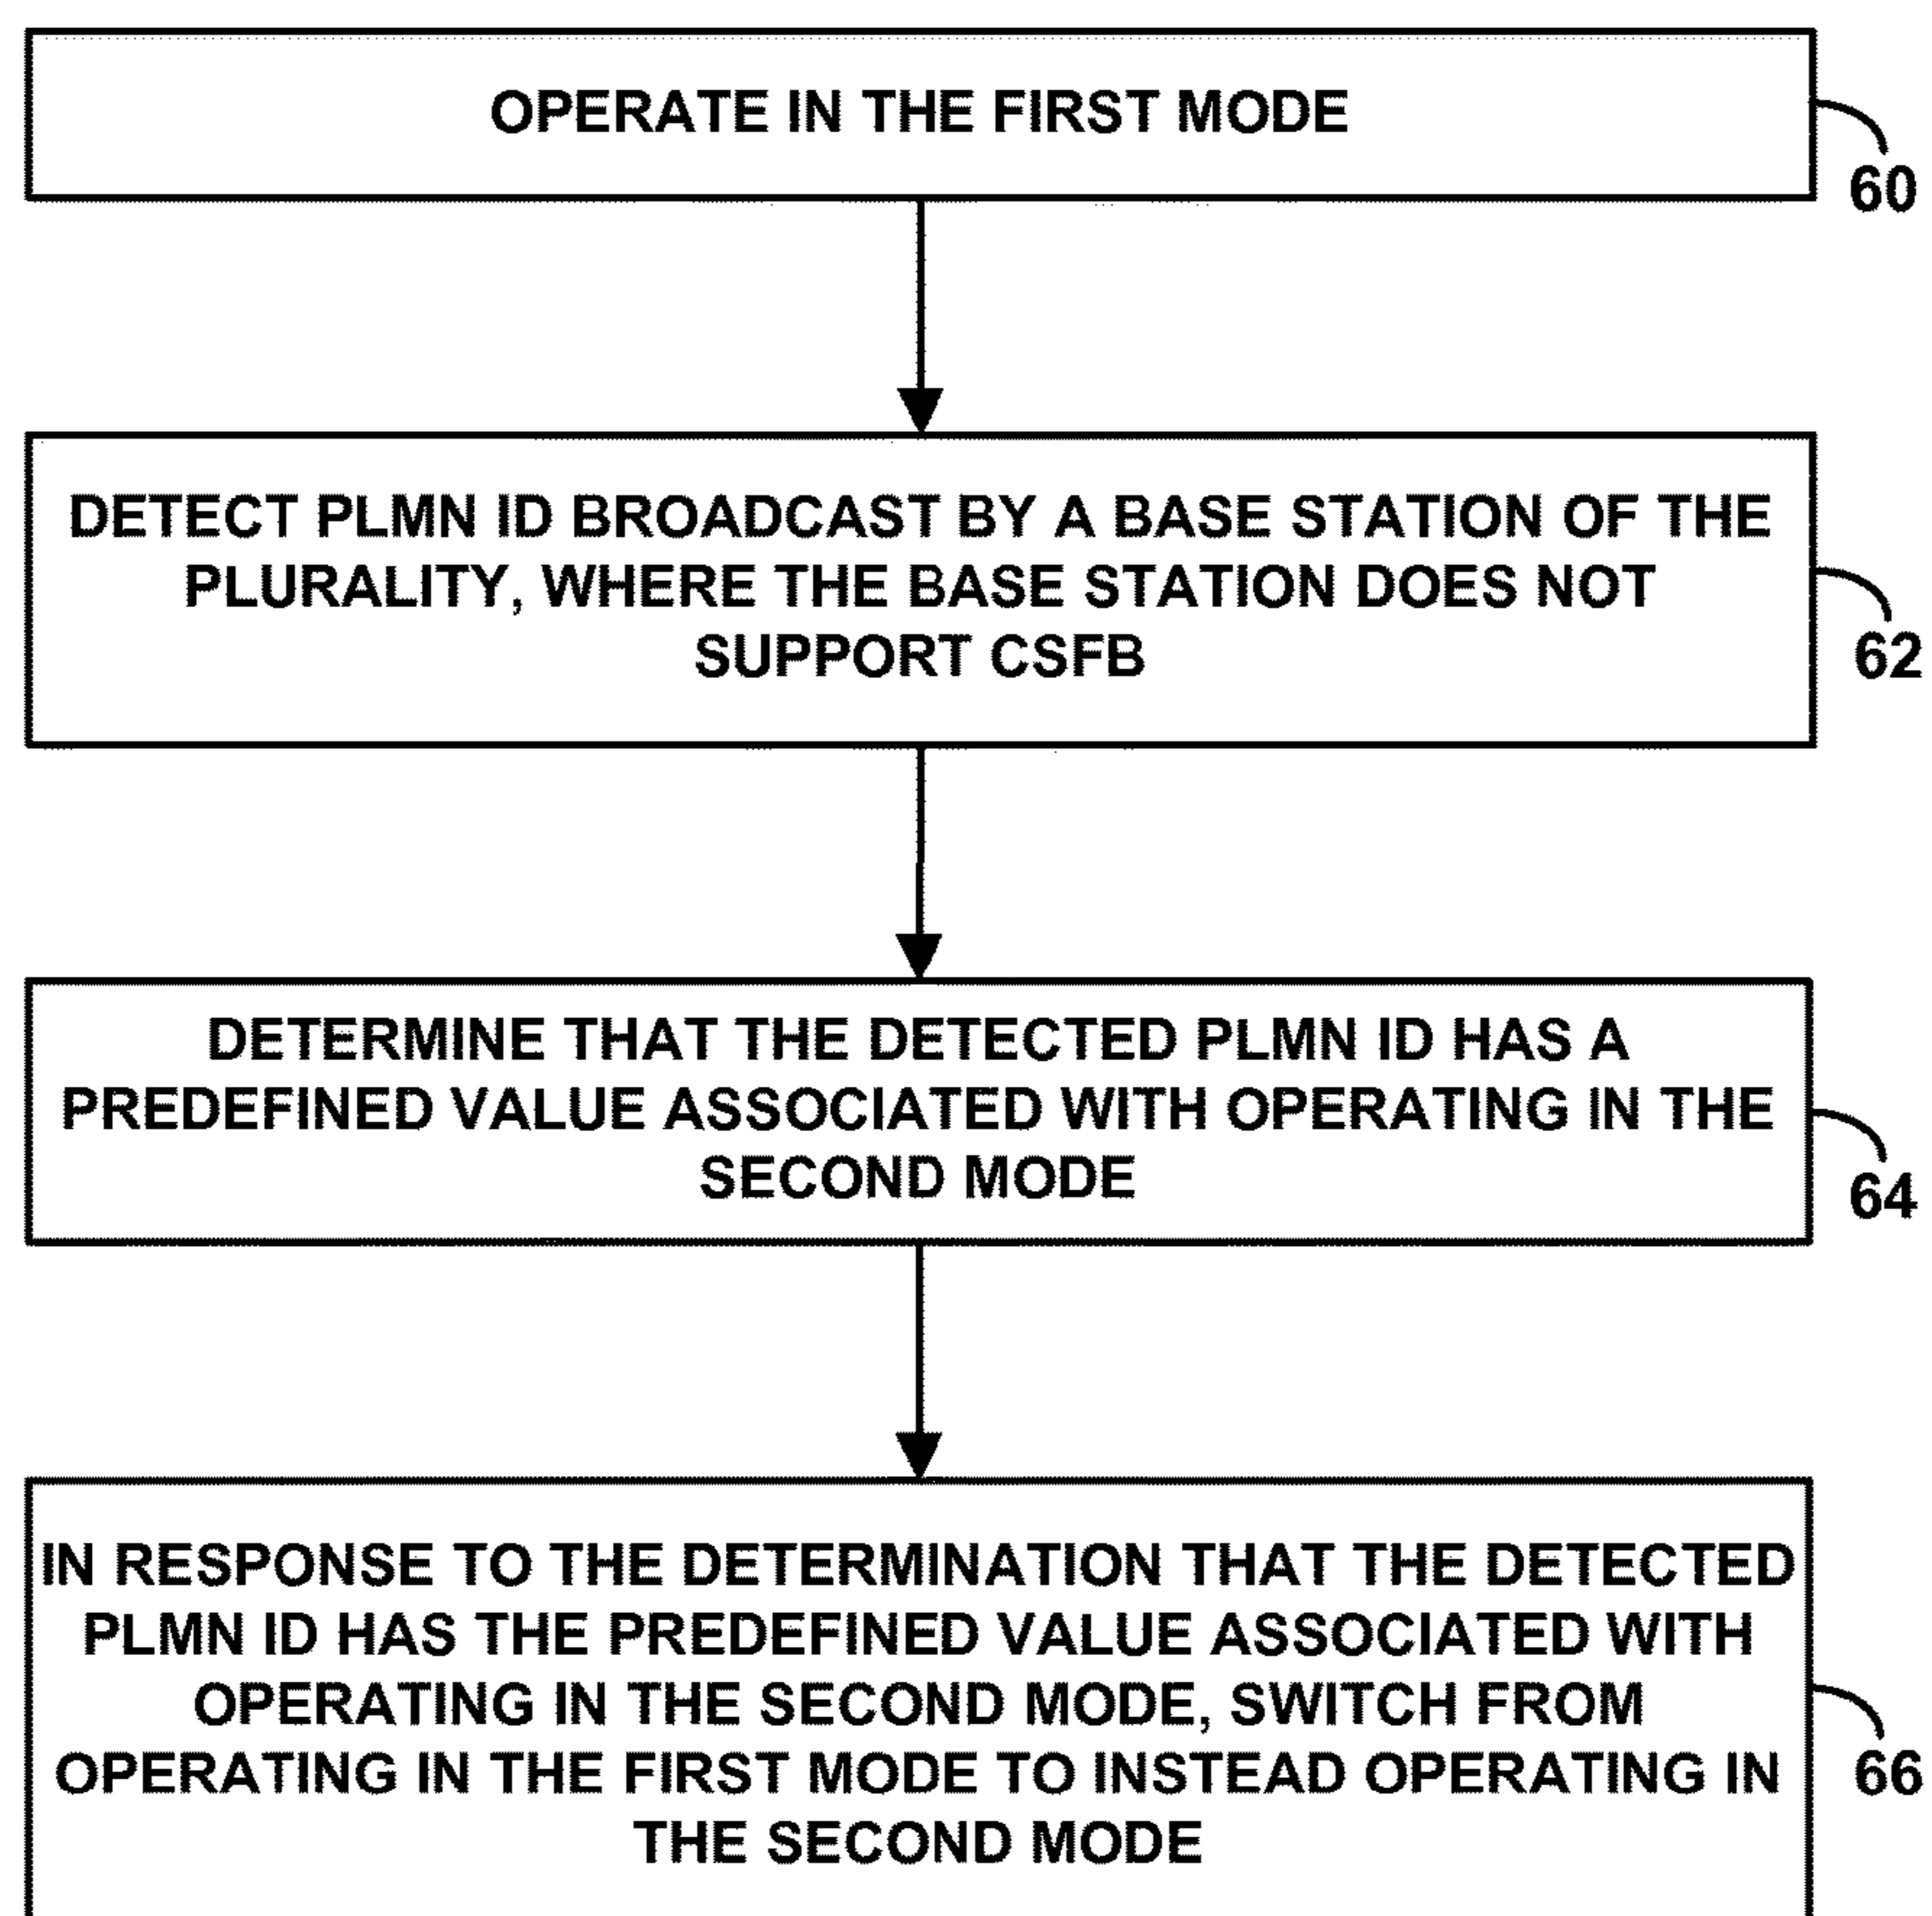 OPERATE IN THE FIRST MODE
60
DETECT PLMN ID BROADCAST BY A BASE STATION OF THE
PLURALITY, WHERE THE BASE STATION DOES NOT
SUPPORT CSFB
62
DETERMINE THAT THE DETECTED PLMN ID HAS A
PREDEFINED VALUE ASSOCIATED WITH OPERATING IN THE
SECOND MODE
64
IN RESPONSE TO THE DETERMINATION THAT THE DETECTED
PLMN ID HAS THE PREDEFINED VALUE ASSOCIATED WITH
OPERATING IN THE SECOND MODE, SWITCH FROM
OPERATING IN THE FIRST MODE TO INSTEAD OPERATING IN
THE SECOND MODE
66